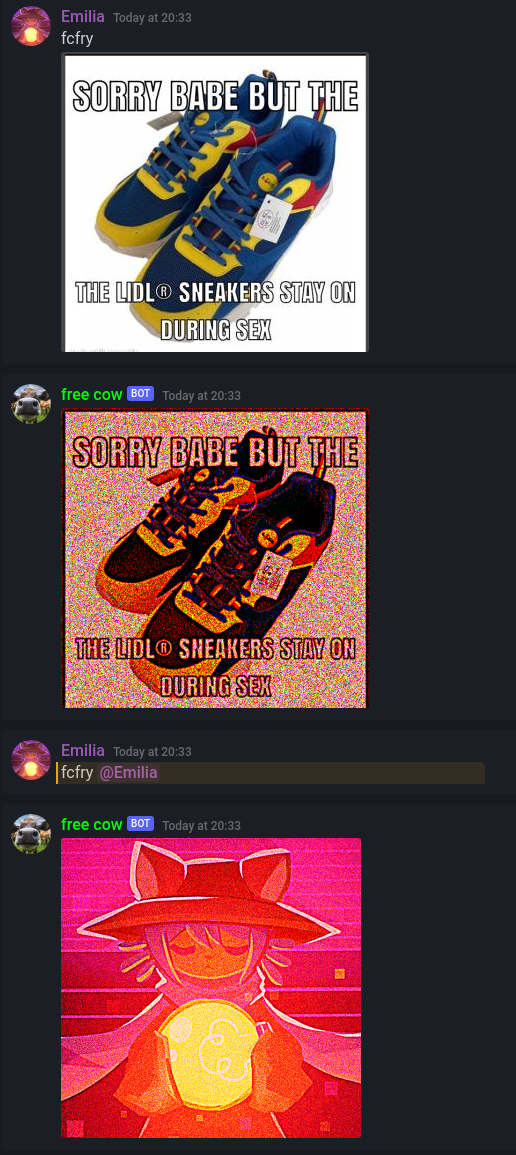 Emilia Today at 20:33
fcfry
SORRY BABE BUT THE
THE LIDL® SNEAKERS STAY ON
DURING SEX
free cow BOT Today at 20:33
SORRY BABE BUT THE
THE LIDL® SNEAKERS STAY ON
DURING SEX
Emilia Today at 20:33
fcfry @Emilia
free cow BOT Today at 20:33